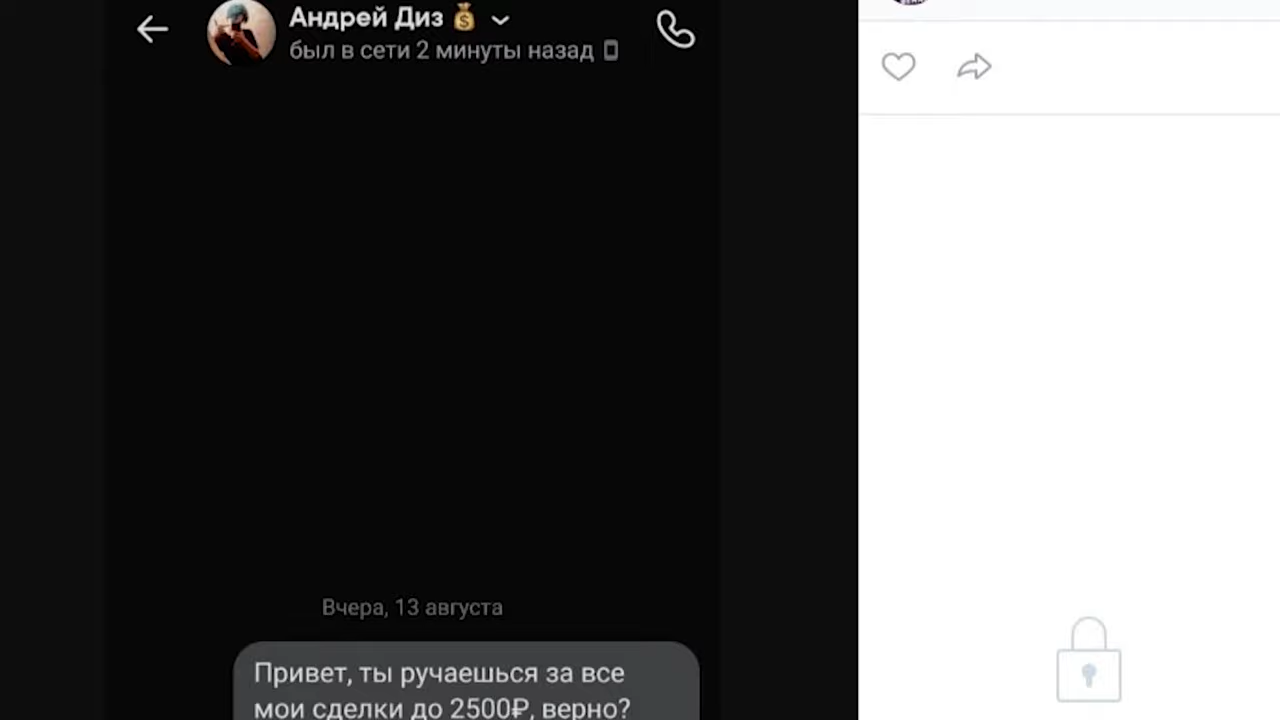 Андрей Диз 💰
был в сети 2 минуты назад
Вчера, 13 августа
Привет, ты ручаешься за все
мои сделки до 2500₽, верно?